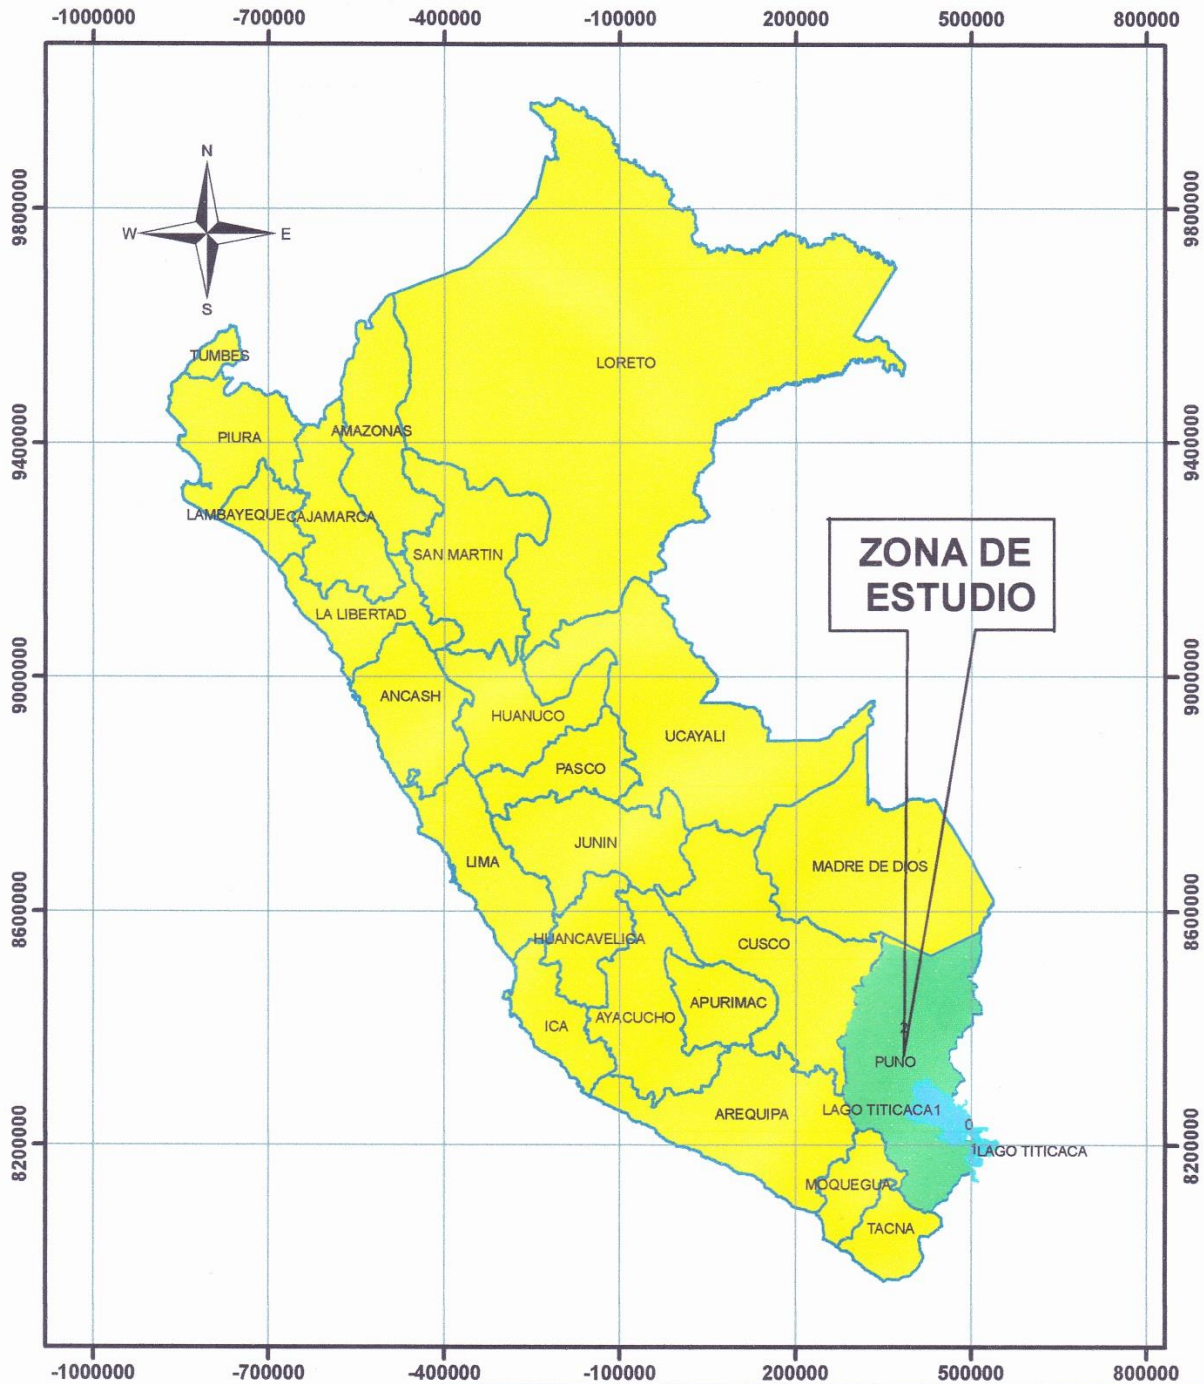 -1000000 -700000 -400000 -100000 200000 500000 800000
N
W E
S
9800000 9800000
TUMBES
LORETO
AMAZONAS
PIURA
9400000 9400000
LAMBAYEQUE CAJAMARCA
SAN MARTIN
ZONA DE
ESTUDIO
LA LIBERTAD
9000000 9000000
ANCASH
HUANUCO
UCAYALI
PASCO
JUNIN
LIMA
MADRE DE DIOS
8600000 8600000
HUANCAVELICA
CUSCO
APURIMAC
AYACUCHO
ICA
2
PUNO
LAGO TITICACA1
AREQUIPA
0
8200000 8200000
1LAGO TITICACA
MOQUEGUA
TACNA
-1000000 -700000 -400000 -100000 200000 500000 800000